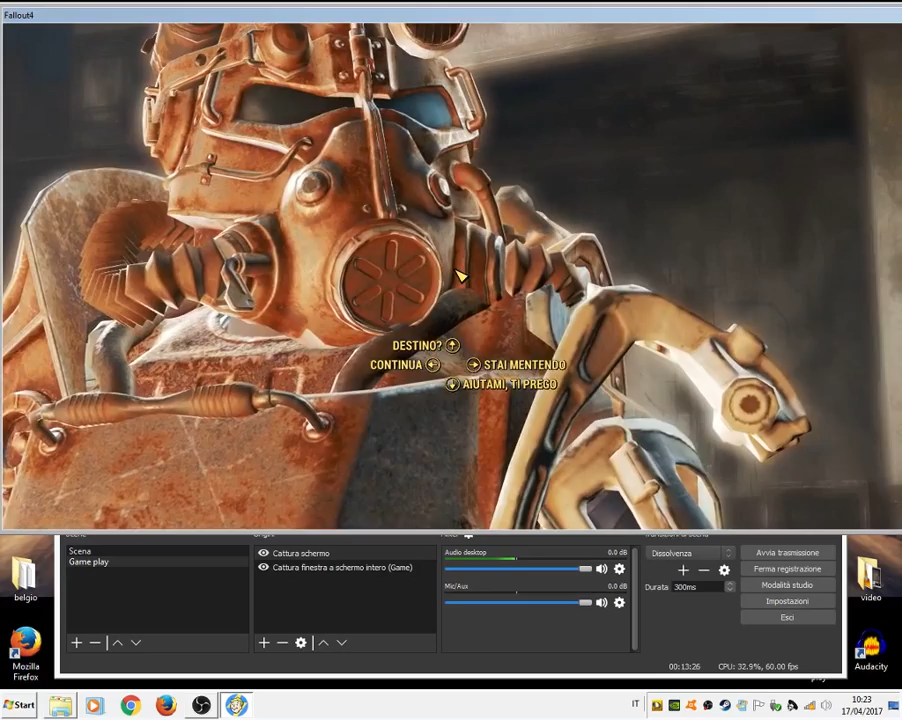 Fallout4
DESTINO?
CONTINUA
STAI MENTENDO
AIUTAMI, TI PREGO
Scena
Game play
Cattura schermo
Cattura finestra a schermo intero (Game)
Audio desktop
0.0 dB
Mic/Aux
0.0 dB
Dissolvenza
Durata
300ms
Avvia trasmissione
Ferma registrazione
Modalità studio
Impostazioni
Esci
00:13:26
CPU: 32.9%, 60.00 fps
belgio
Mozilla
Firefox
video
Audacity
Start
IT
10:23
17/04/2017